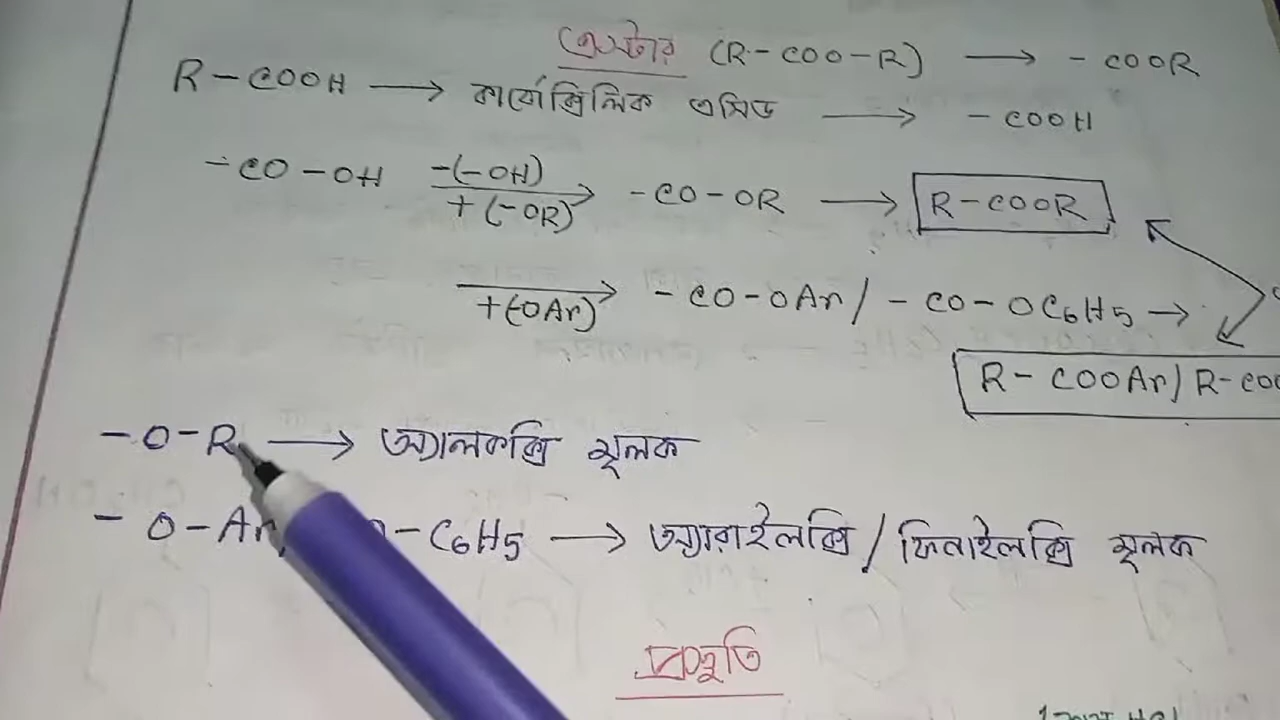 এস্টার (R-COO-R) → -COOR
R-COOH → কার্বোক্সিলিক এসিড → -COOH
-CO-OH -(-OH) +(-OR) → -CO-OR → R-COOR
+(-OAr) → -CO-OAr / -CO-OC6H5 →
R-COOAr/R-COO
-O-R → অ্যালকক্সি মূলক
-O-Ar, O-C6H5 → অ্যারাইলক্সি / ফিনাইলক্সি মূলক
প্রস্তুতি